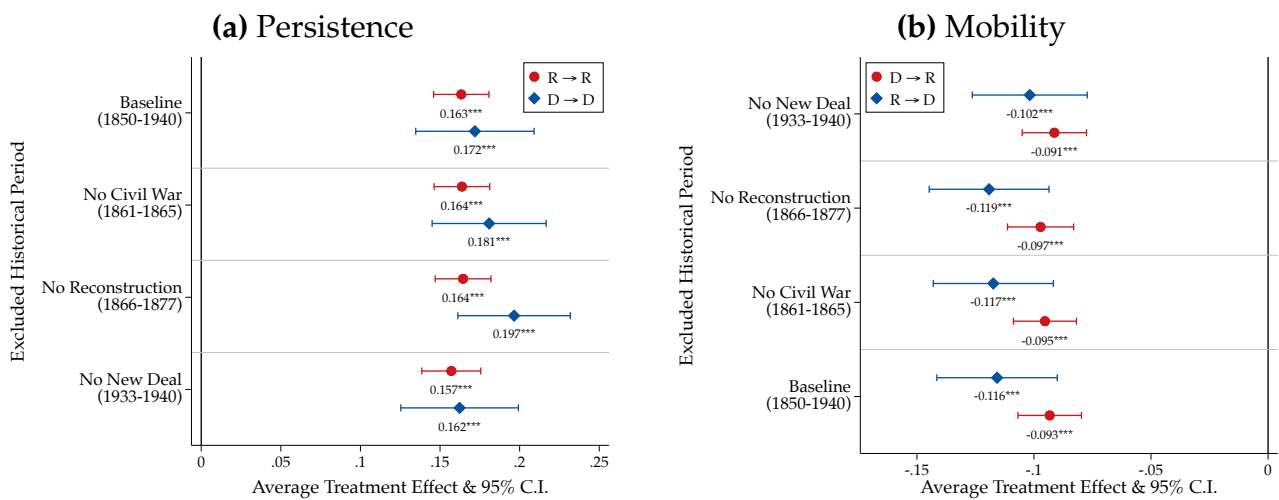 (a) Persistence
R → R
D → D
Excluded Historical Period
Baseline
(1850-1940)
0.163***
0.172***
No Civil War
(1861-1865)
0.164***
0.181***
No Reconstruction
(1866-1877)
0.164***
0.197***
No New Deal
(1933-1940)
0.157***
0.162***
0 .05 .1 .15 .2 .25
Average Treatment Effect & 95% C.I.
(b) Mobility
D → R
R → D
Excluded Historical Period
No New Deal
(1933-1940)
-0.102***
-0.091***
No Reconstruction
(1866-1877)
-0.119***
-0.097***
No Civil War
(1861-1865)
-0.117***
-0.095***
Baseline
(1850-1940)
-0.116***
-0.093***
-.15 -.1 -.05 0
Average Treatment Effect & 95% C.I.